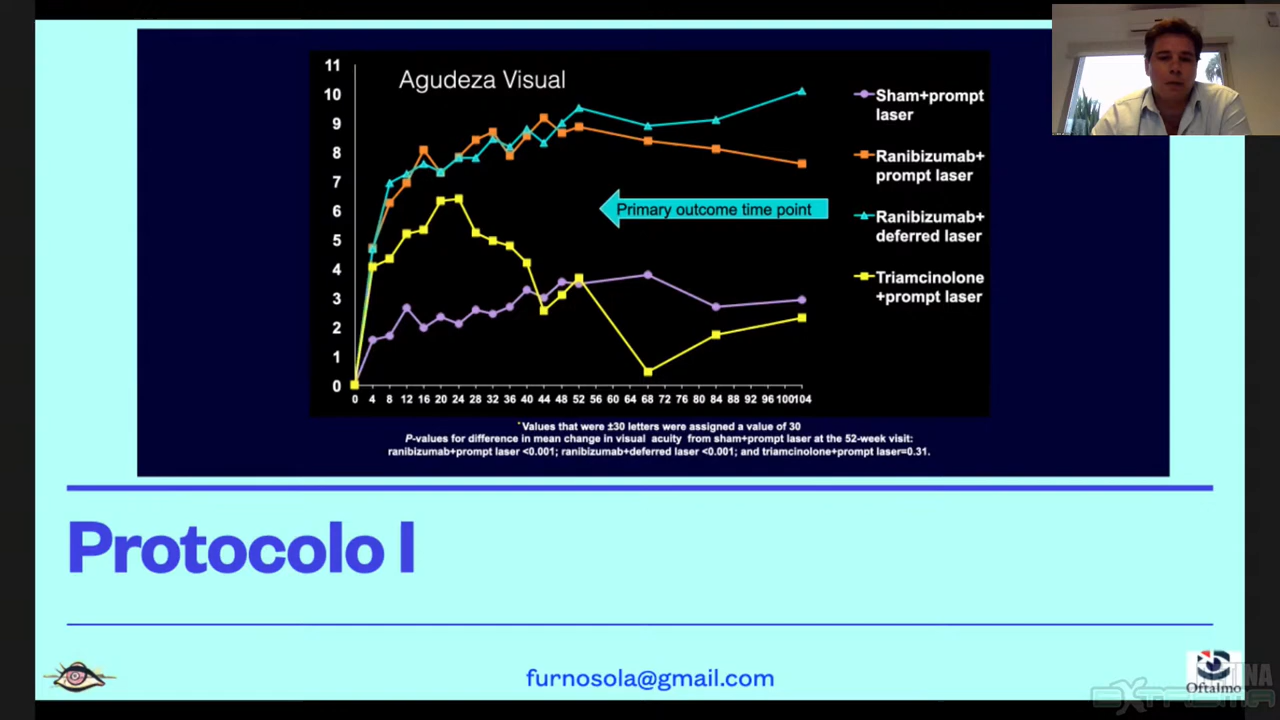 Agudeza Visual
11
10
9
8
7
6
5
4
3
2
1
0
0 4 8 12 16 20 24 28 32 36 40 44 48 52 56 60 64 68 72 76 80 84 88 92 96 100 104
Primary outcome time point
Sham+prompt
laser
Ranibizumab+
prompt laser
Ranibizumab+
deferred laser
Triamcinolone
+prompt laser
*Values that were ±30 letters were assigned a value of 30
P-values for difference in mean change in visual acuity from sham+prompt laser at the 52-week visit:
ranibizumab+prompt laser <0.001; ranibizumab+deferred laser <0.001; and triamcinolone+prompt laser=0.31.
Protocolo I
furnosola@gmail.com
Oftalmo
EXTREMA